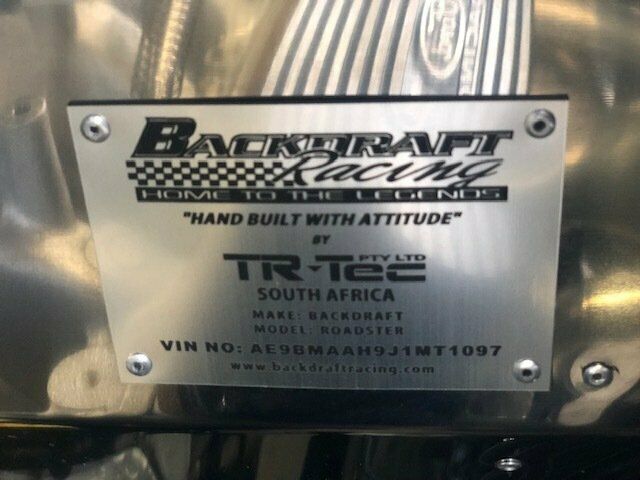 BACKDRAFT
Racing
HOME TO THE LEGENDS
"HAND BUILT WITH ATTITUDE"
BY
TR-Tec PTY LTD
SOUTH AFRICA
MAKE: BACKDRAFT
MODEL: ROADSTER
VIN NO: AE9BMAAH9J1MT1097
www.backdraftracing.com